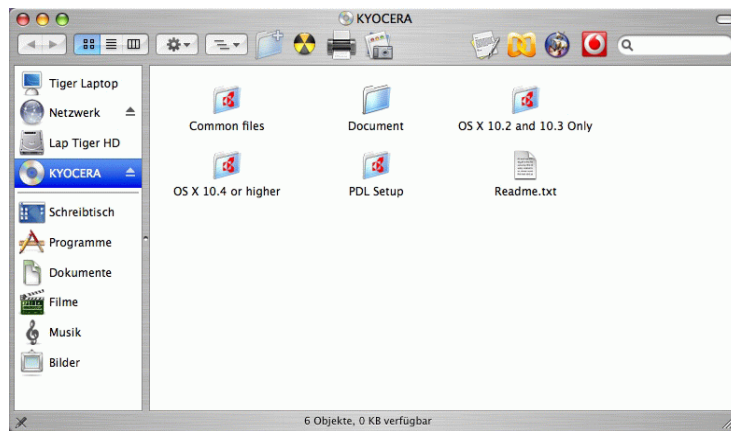 KYOCERA
Tiger Laptop
Netzwerk
Lap Tiger HD
KYOCERA
Schreibtisch
Programme
Dokumente
Filme
Musik
Bilder
Common files
Document
OS X 10.2 and 10.3 Only
OS X 10.4 or higher
PDL Setup
Readme.txt
6 Objekte, 0 KB verfügbar